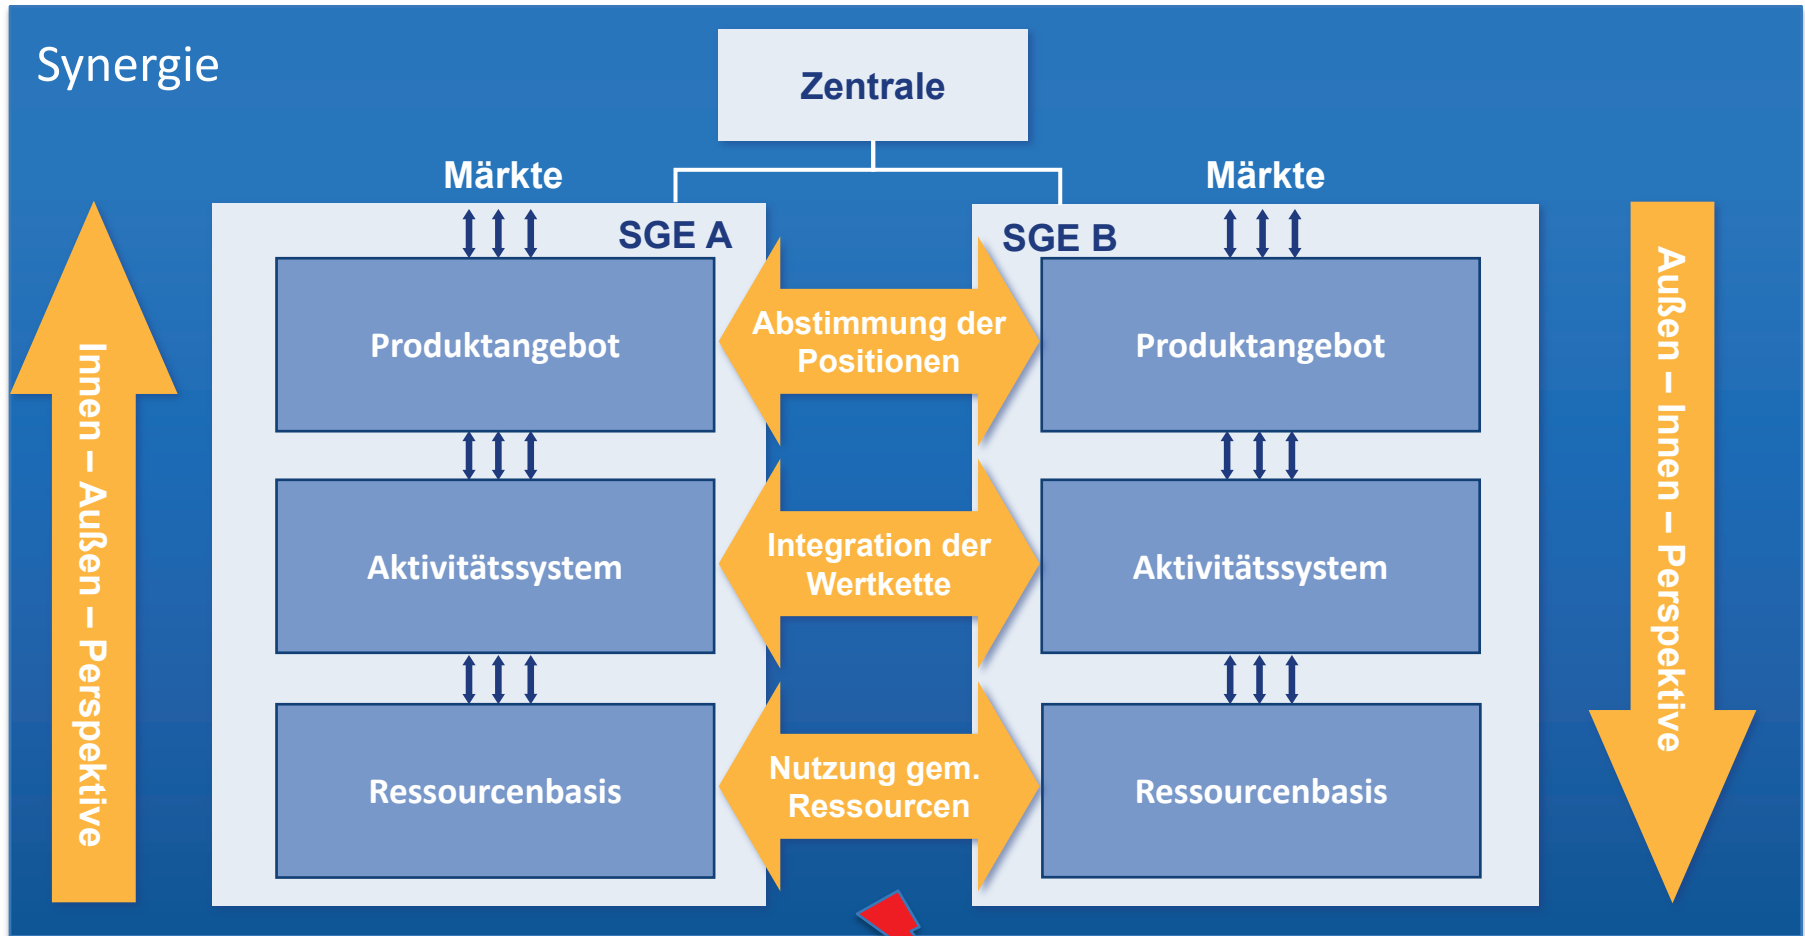 Synergie
Zentrale
Märkte
Märkte
SGE A
SGE B
Produktangebot
Abstimmung der
Positionen
Produktangebot
Aktivitätssystem
Integration der
Wertkette
Aktivitätssystem
Ressourcenbasis
Nutzung gem.
Ressourcen
Ressourcenbasis
Innen – Außen – Perspektive
Außen – Innen – Perspektive